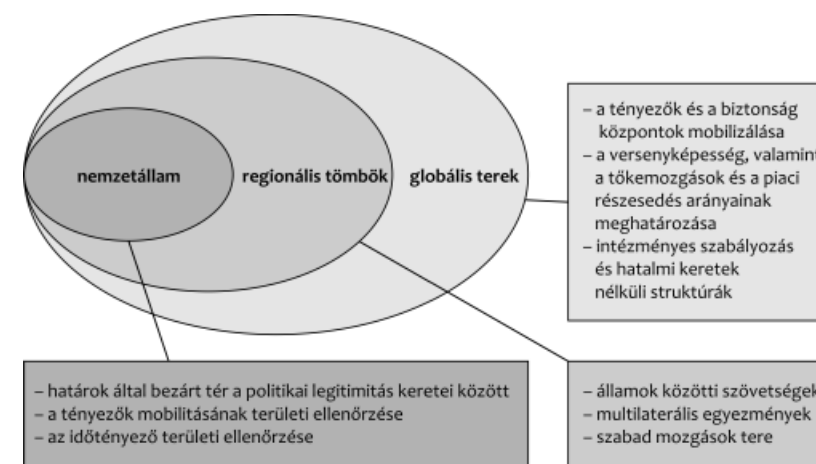 nemzetállam
regionális tömbök
globális terek
– a tényezők és a biztonság
központok mobilizálása
– a versenyképesség, valamint
a tőkemozgások és a piaci
részesedés arányainak
meghatározása
– intézményes szabályozás
és hatalmi keretek
nélküli struktúrák
– határok által bezárt tér a politikai legitimitás keretei között
– a tényezők mobilitásának területi ellenőrzése
– az időtényező területi ellenőrzése
– államok közötti szövetségek
– multilaterális egyezmények
– szabad mozgások tere